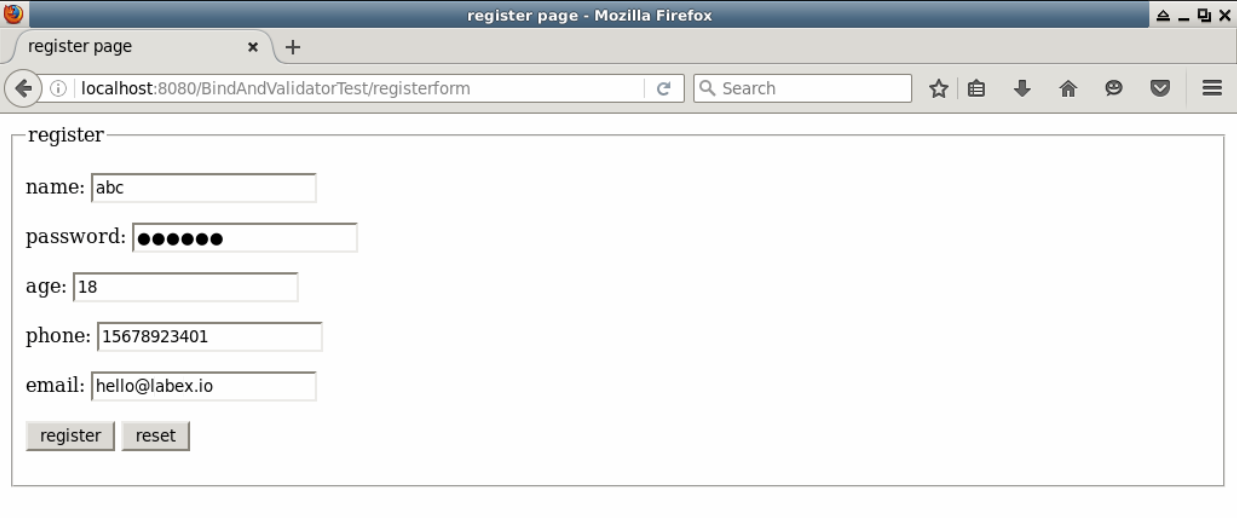 register page - Mozilla Firefox
register page
localhost:8080/BindAndValidatorTest/registerform
Search
register
name: abc
password: ●●●●●●
age: 18
phone: 15678923401
email: hello@labex.io
register reset